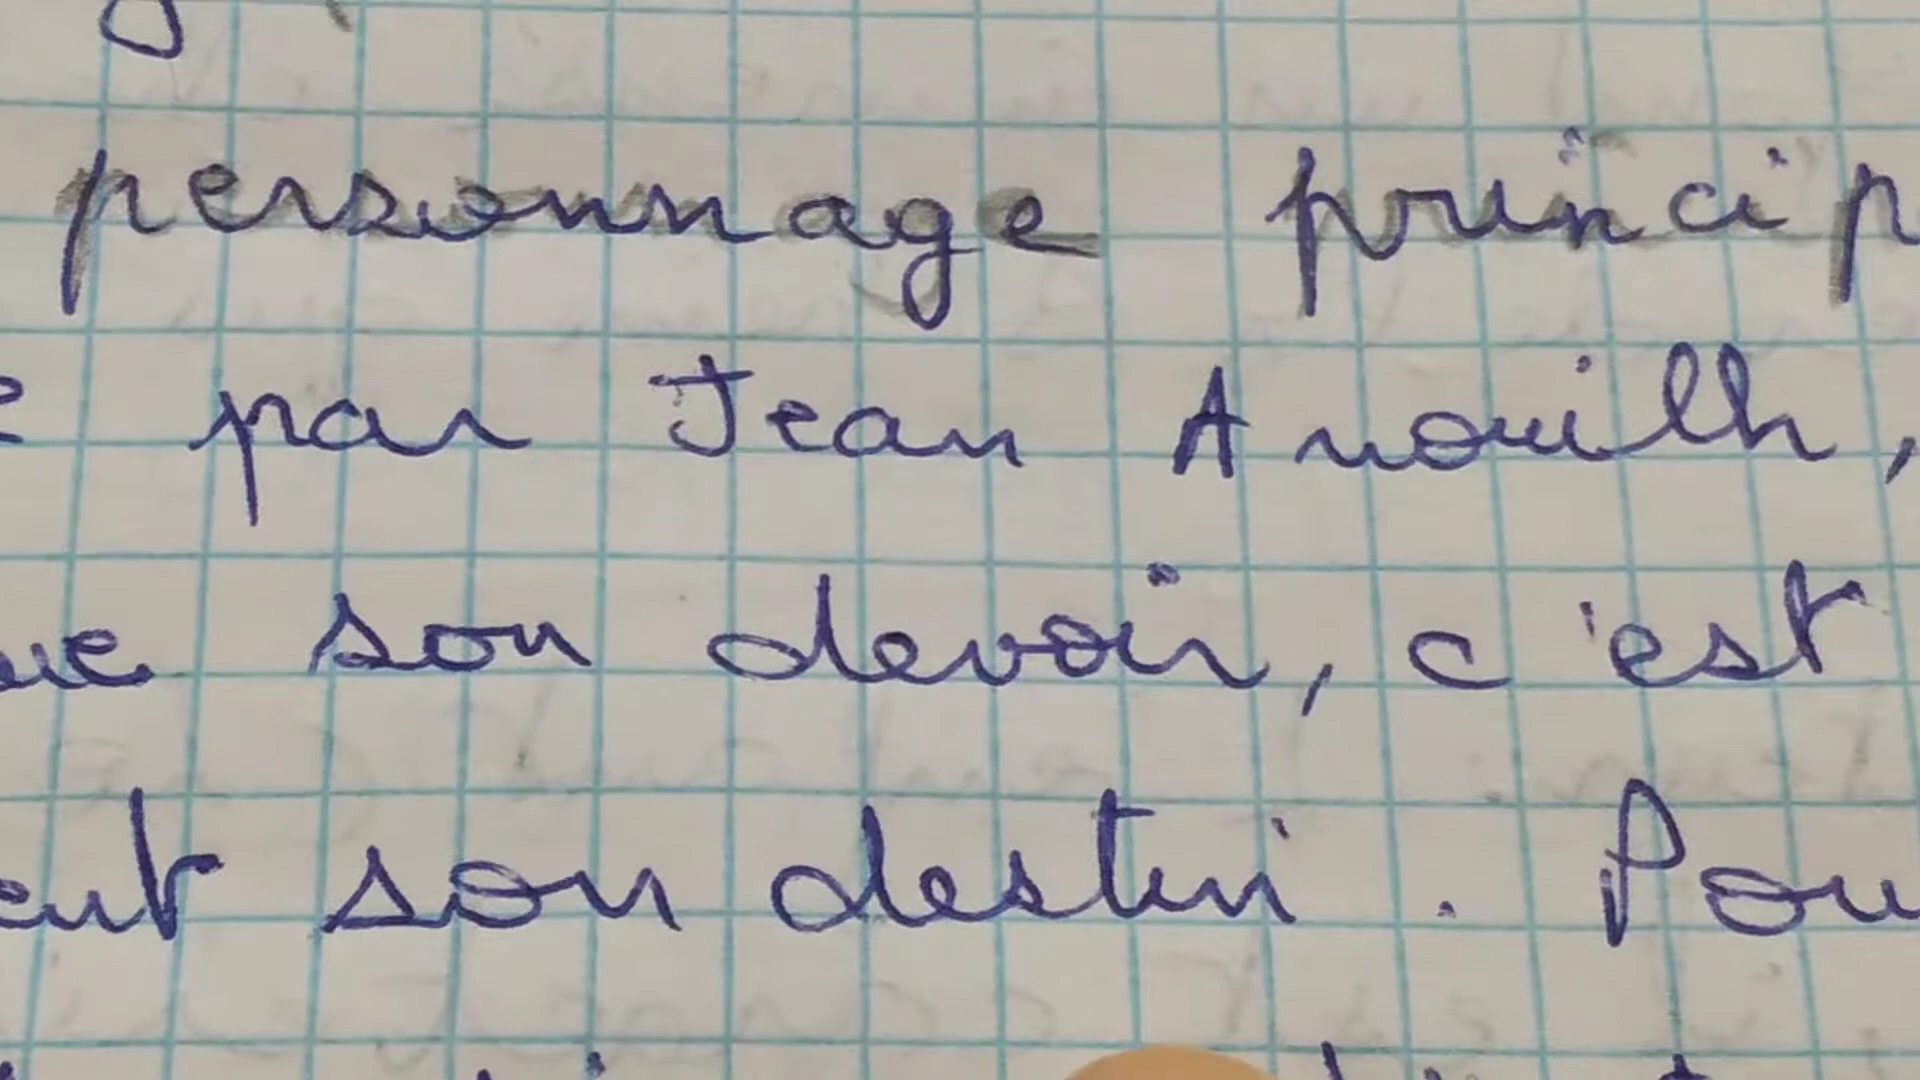 personnage princip
par Jean Anouilh,
son devoir, c'est
son destin. Pou